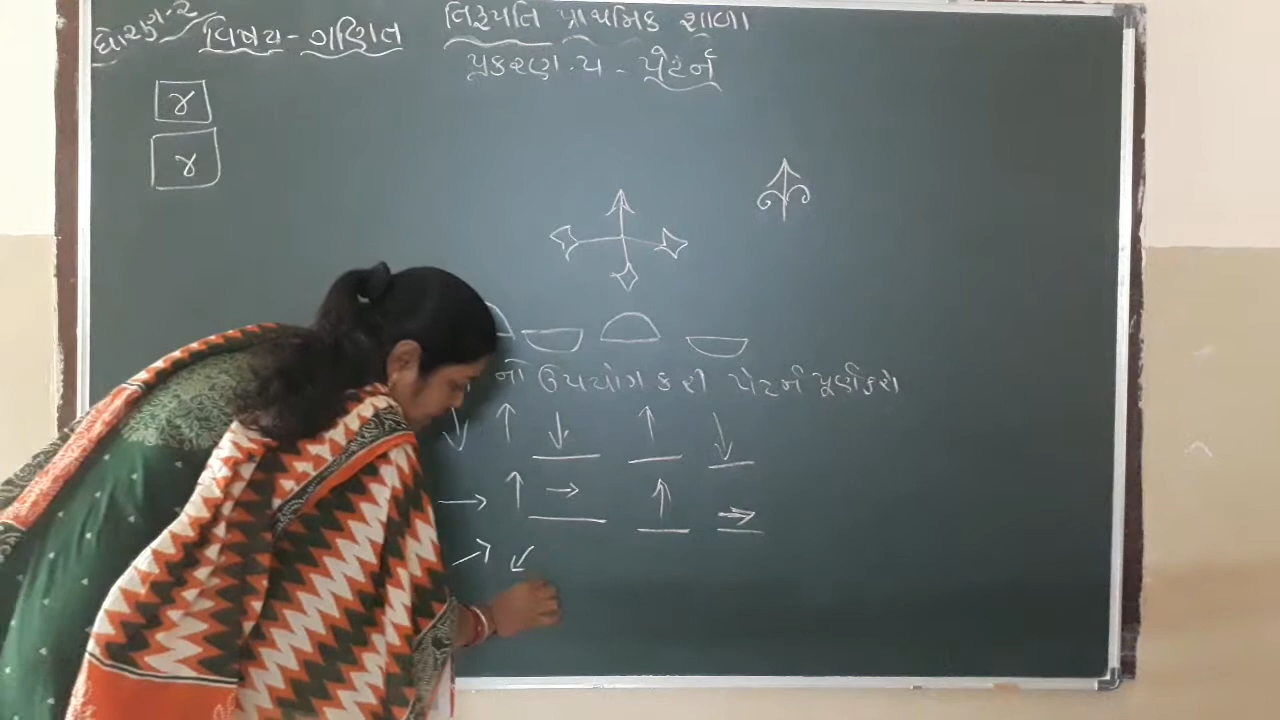 ધોરણ-૨ વિષય-ગણિત તિરૂપતિ પ્રાથમિક શાળા
પ્રકરણ-૫ - પેટર્ન
૪
૪
નો ઉપયોગ કરી પેટર્ન પૂર્ણ કરો